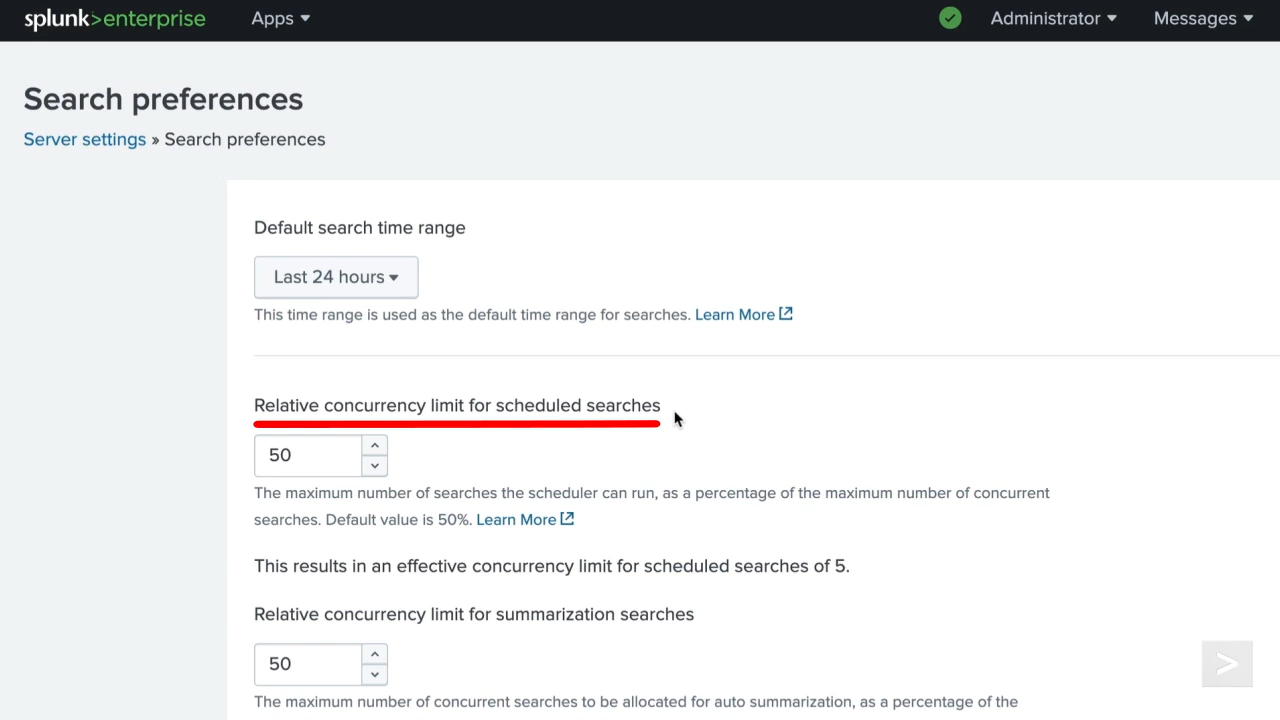 splunk>enterprise Apps Administrator Messages
Search preferences
Server settings » Search preferences
Default search time range
Last 24 hours
This time range is used as the default time range for searches. Learn More
Relative concurrency limit for scheduled searches
50
The maximum number of searches the scheduler can run, as a percentage of the maximum number of concurrent
searches. Default value is 50%. Learn More
This results in an effective concurrency limit for scheduled searches of 5.
Relative concurrency limit for summarization searches
50
The maximum number of concurrent searches to be allocated for auto summarization, as a percentage of the
>